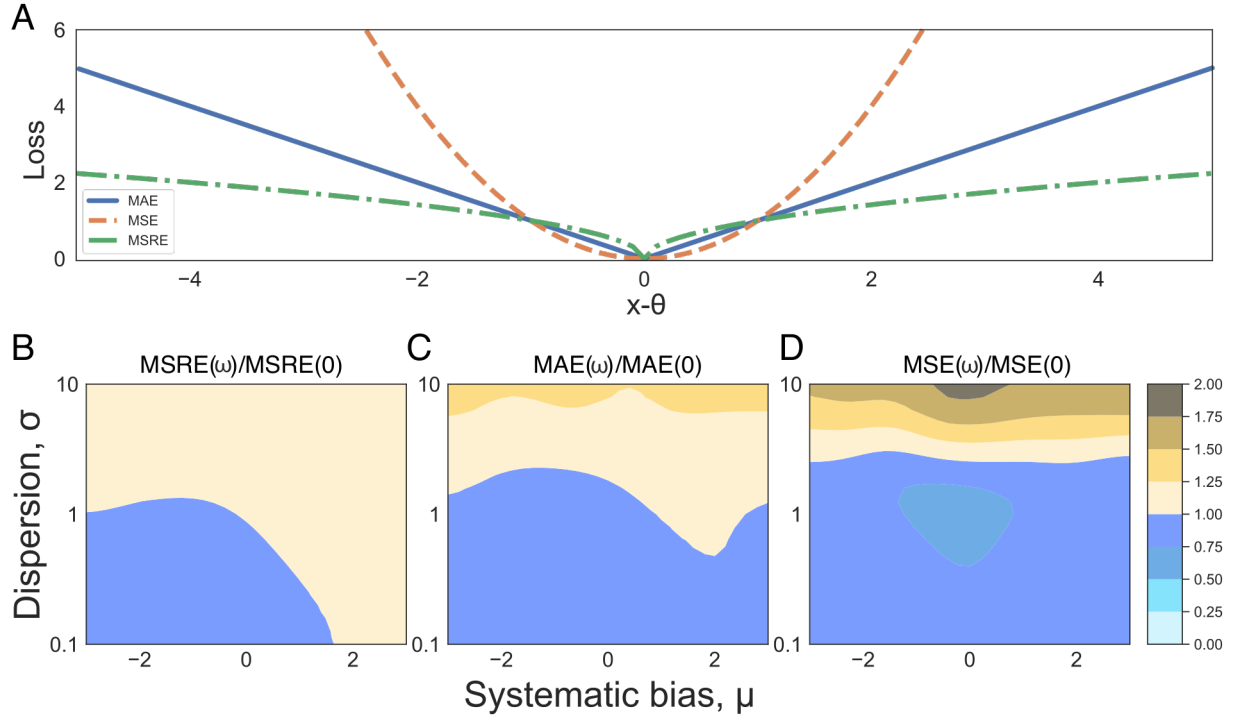 A
Loss
6
4
2
0
MAE
MSE
MSRE
−4
−2
0
2
4
x-θ
B
MSRE(ω)/MSRE(0)
C
MAE(ω)/MAE(0)
D
MSE(ω)/MSE(0)
Dispersion, σ
10
1
0.1
−2
0
2
10
1
0.1
−2
0
2
10
1
0.1
−2
0
2
2.00
1.75
1.50
1.25
1.00
0.75
0.50
0.25
0.00
Systematic bias, μ